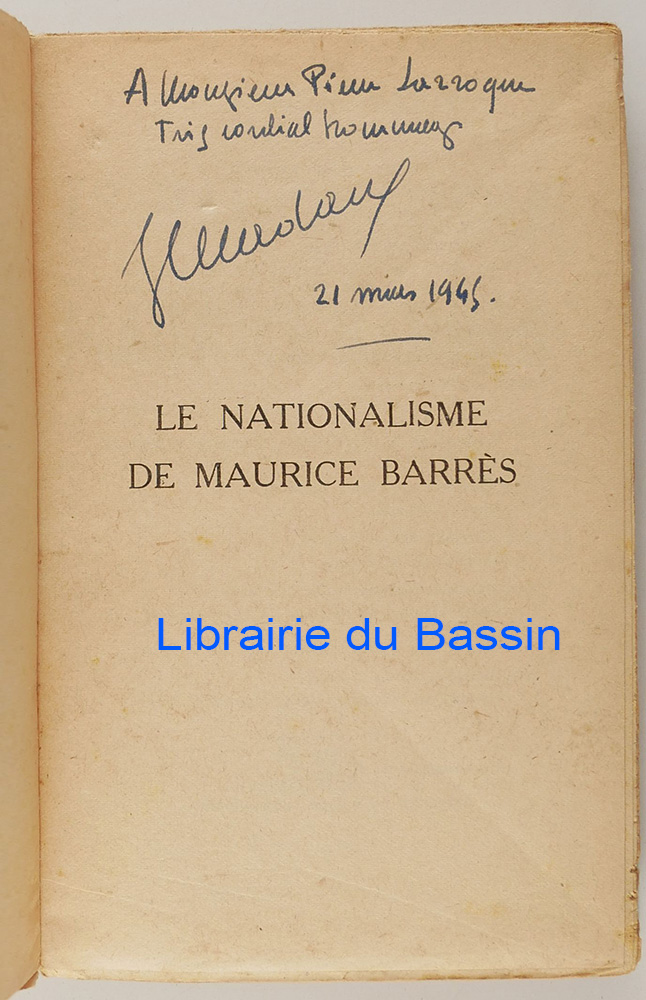 A Monsieur Pierre Larroque
Très cordial hommage
21 mars 1945.
LE NATIONALISME
DE MAURICE BARRÈS
Librairie du Bassin